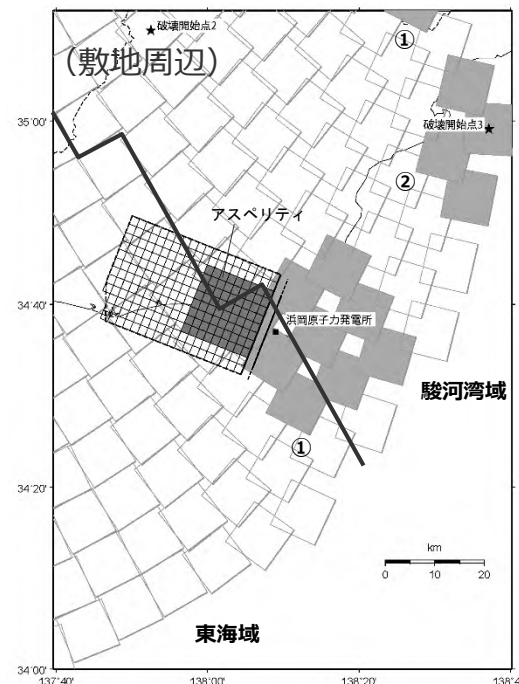 破壊開始点2
（敷地周辺）
①
35°00'
破壊開始点3
②
アスペリティ
34°40'
浜岡原子力発電所
駿河湾域
①
34°20'
km
0 10 20
東海域
34°00'
137°40' 138°00' 138°20' 138°4